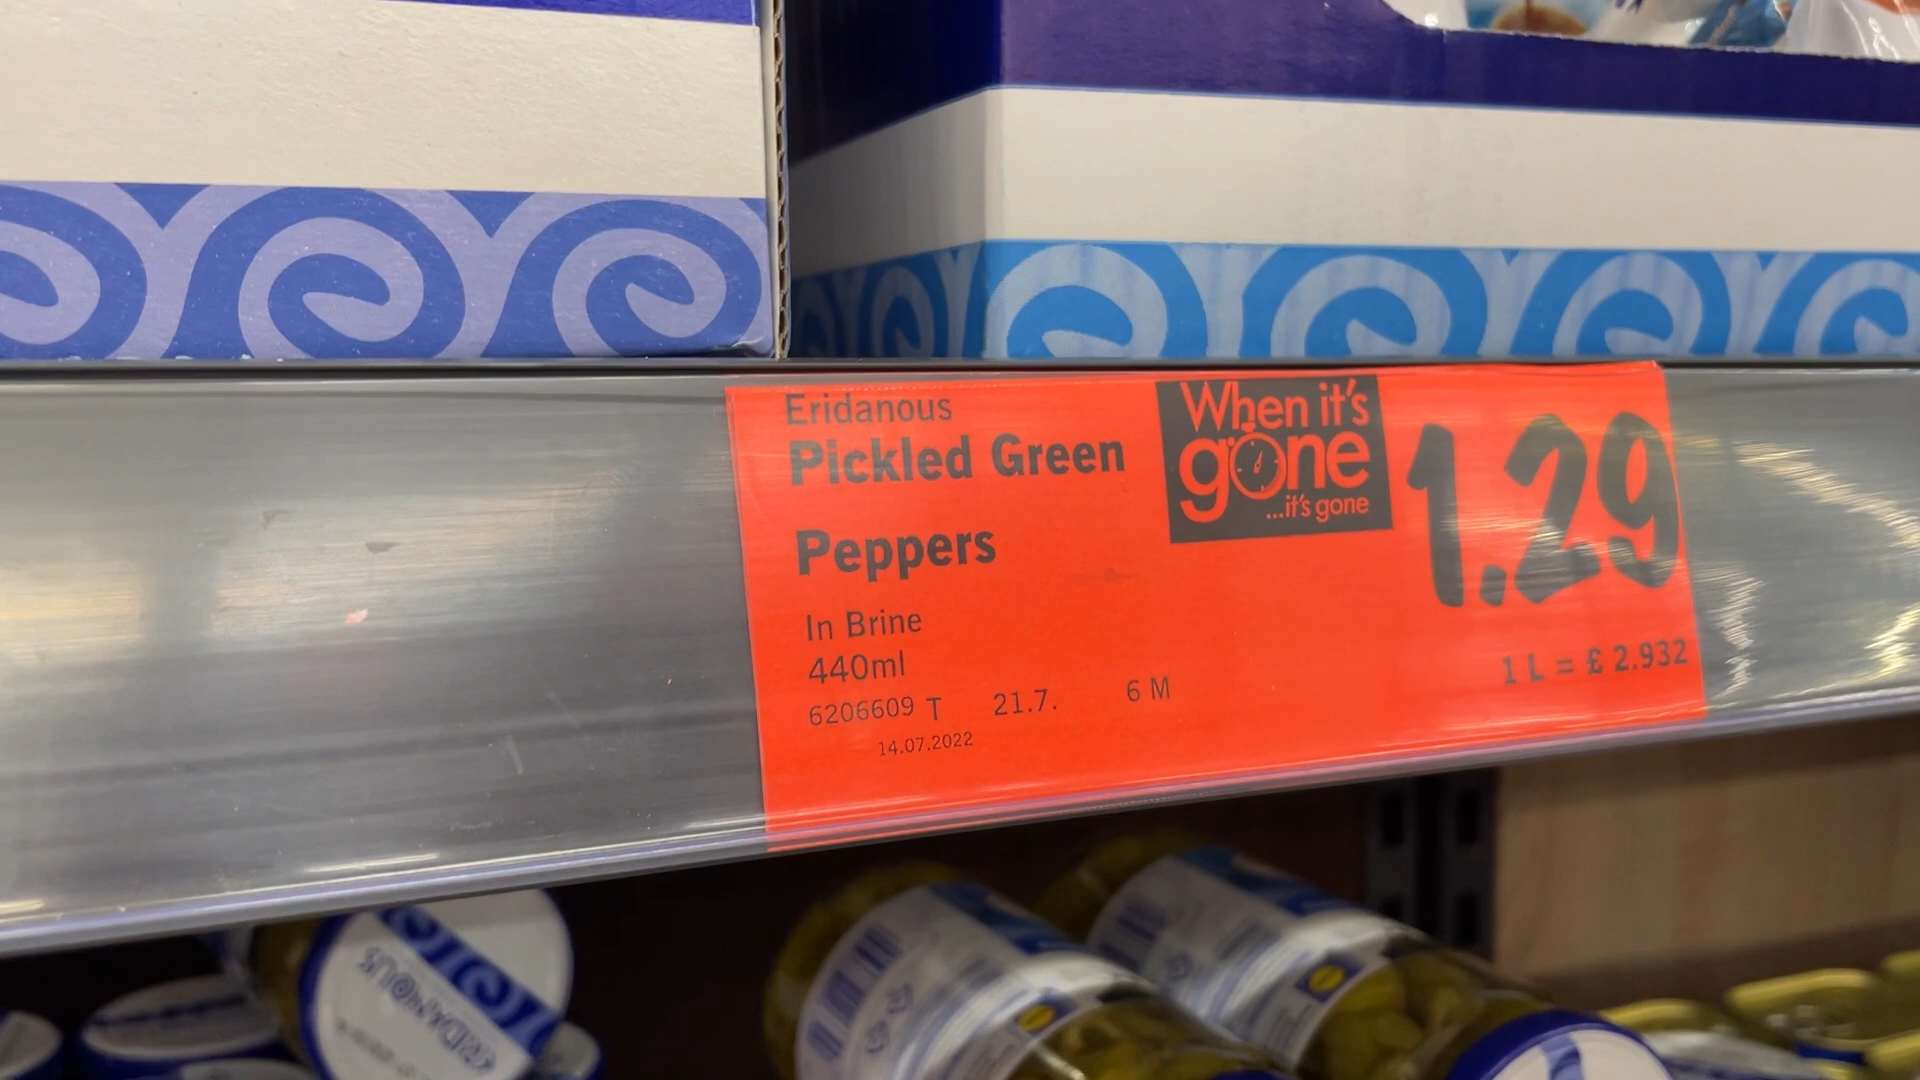 Eridanous
Pickled Green
Peppers
In Brine
440ml
6206609 T 21.7. 6 M
14.07.2022
When it's
gone
...it's gone
1.29
1 L = £ 2.932
ERIDANOUS